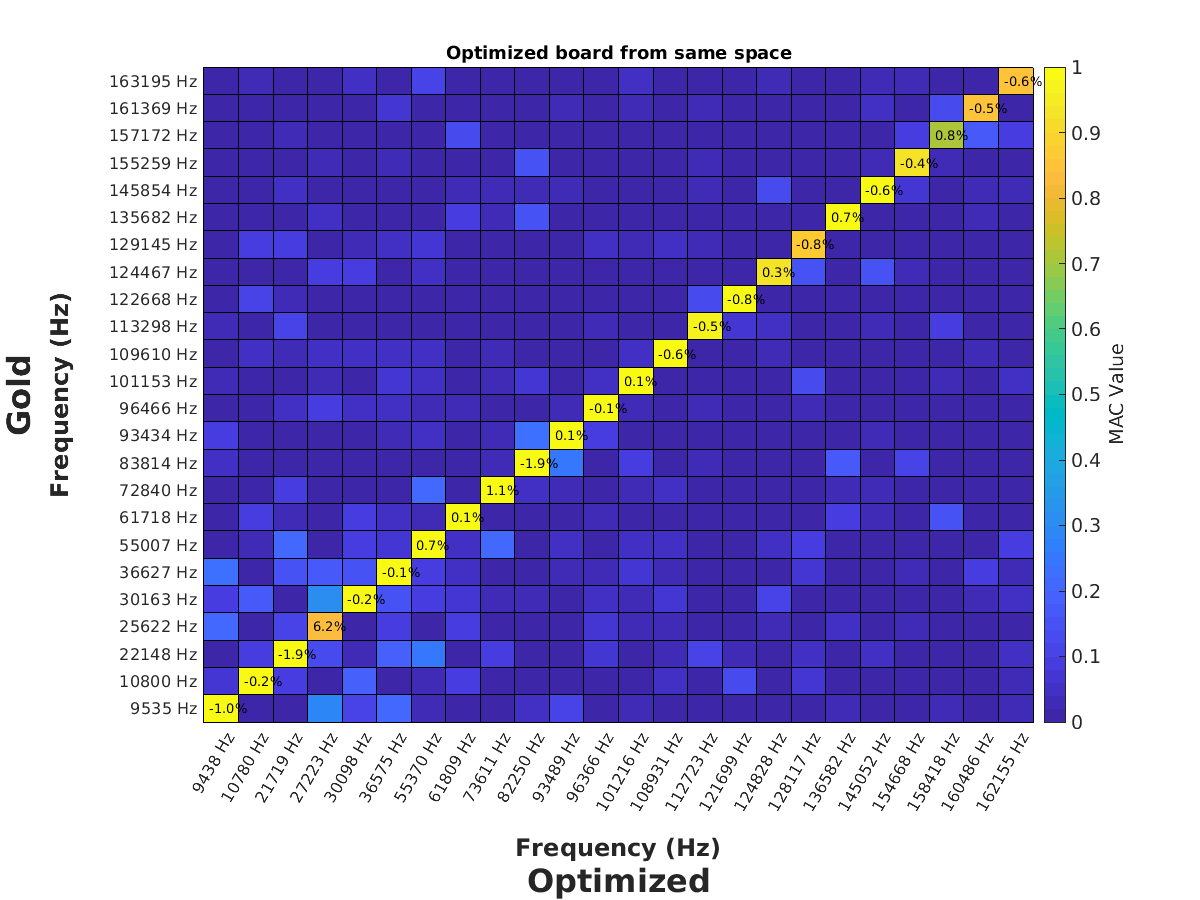 Optimized board from same space
Gold
Frequency (Hz)
163195 Hz
161369 Hz
157172 Hz
155259 Hz
145854 Hz
135682 Hz
129145 Hz
124467 Hz
122668 Hz
113298 Hz
109610 Hz
101153 Hz
96466 Hz
93434 Hz
83814 Hz
72840 Hz
61718 Hz
55007 Hz
36627 Hz
30163 Hz
25622 Hz
22148 Hz
10800 Hz
9535 Hz
-0.6%
-0.5%
0.8%
-0.4%
-0.6%
0.7%
-0.8%
0.3%
-0.8%
-0.5%
-0.6%
0.1%
-0.1%
0.1%
-1.9%
1.1%
0.1%
0.7%
-0.1%
-0.2%
6.2%
-1.9%
-0.2%
-1.0%
1
0.9
0.8
0.7
0.6
0.5
0.4
0.3
0.2
0.1
0
MAC Value
9438 Hz
10780 Hz
21719 Hz
27223 Hz
30098 Hz
36575 Hz
55370 Hz
61809 Hz
73611 Hz
82250 Hz
93489 Hz
96366 Hz
101216 Hz
108931 Hz
112723 Hz
121699 Hz
124828 Hz
128117 Hz
136582 Hz
145052 Hz
154668 Hz
158418 Hz
160486 Hz
162155 Hz
Frequency (Hz)
Optimized